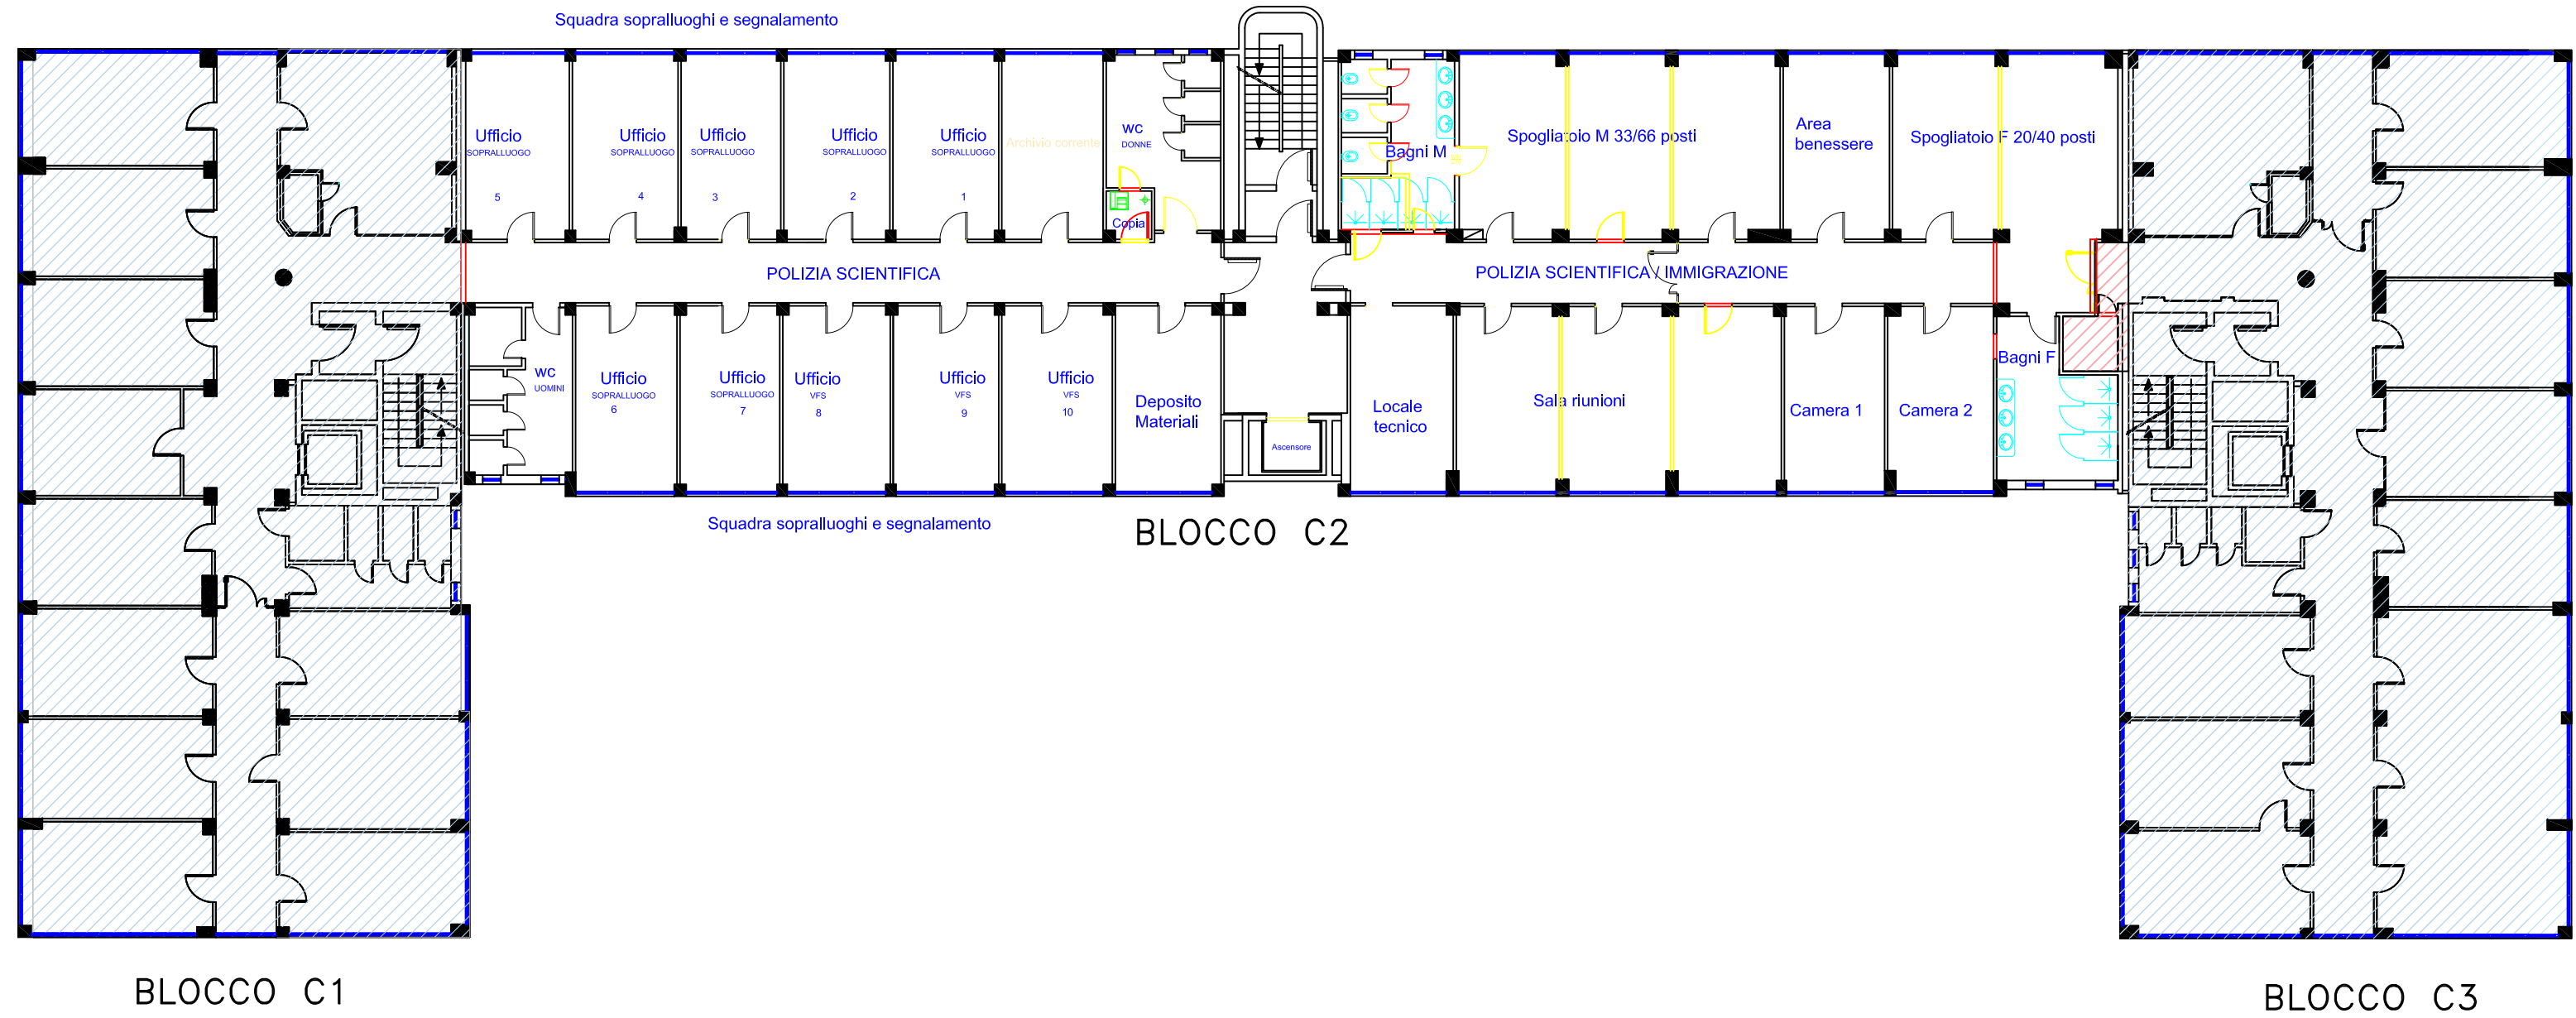 Squadra sopralluoghi e segnalamento
Ufficio
SOPRALLUOGO
5
Ufficio
SOPRALLUOGO
4
Ufficio
SOPRALLUOGO
3
Ufficio
SOPRALLUOGO
2
Ufficio
SOPRALLUOGO
1
Archivio corrente
WC
DONNE
Copia
Bagni M
Spogliatoio M 33/66 posti
Area
benessere
Spogliatoio F 20/40 posti
POLIZIA SCIENTIFICA
POLIZIA SCIENTIFICA / IMMIGRAZIONE
WC
UOMINI
Ufficio
SOPRALLUOGO
6
Ufficio
SOPRALLUOGO
7
Ufficio
VFS
8
Ufficio
VFS
9
Ufficio
VFS
10
Deposito
Materiali
Ascensore
Locale
tecnico
Sala riunioni
Camera 1
Camera 2
Bagni F
Squadra sopralluoghi e segnalamento
BLOCCO C2
BLOCCO C1
BLOCCO C3